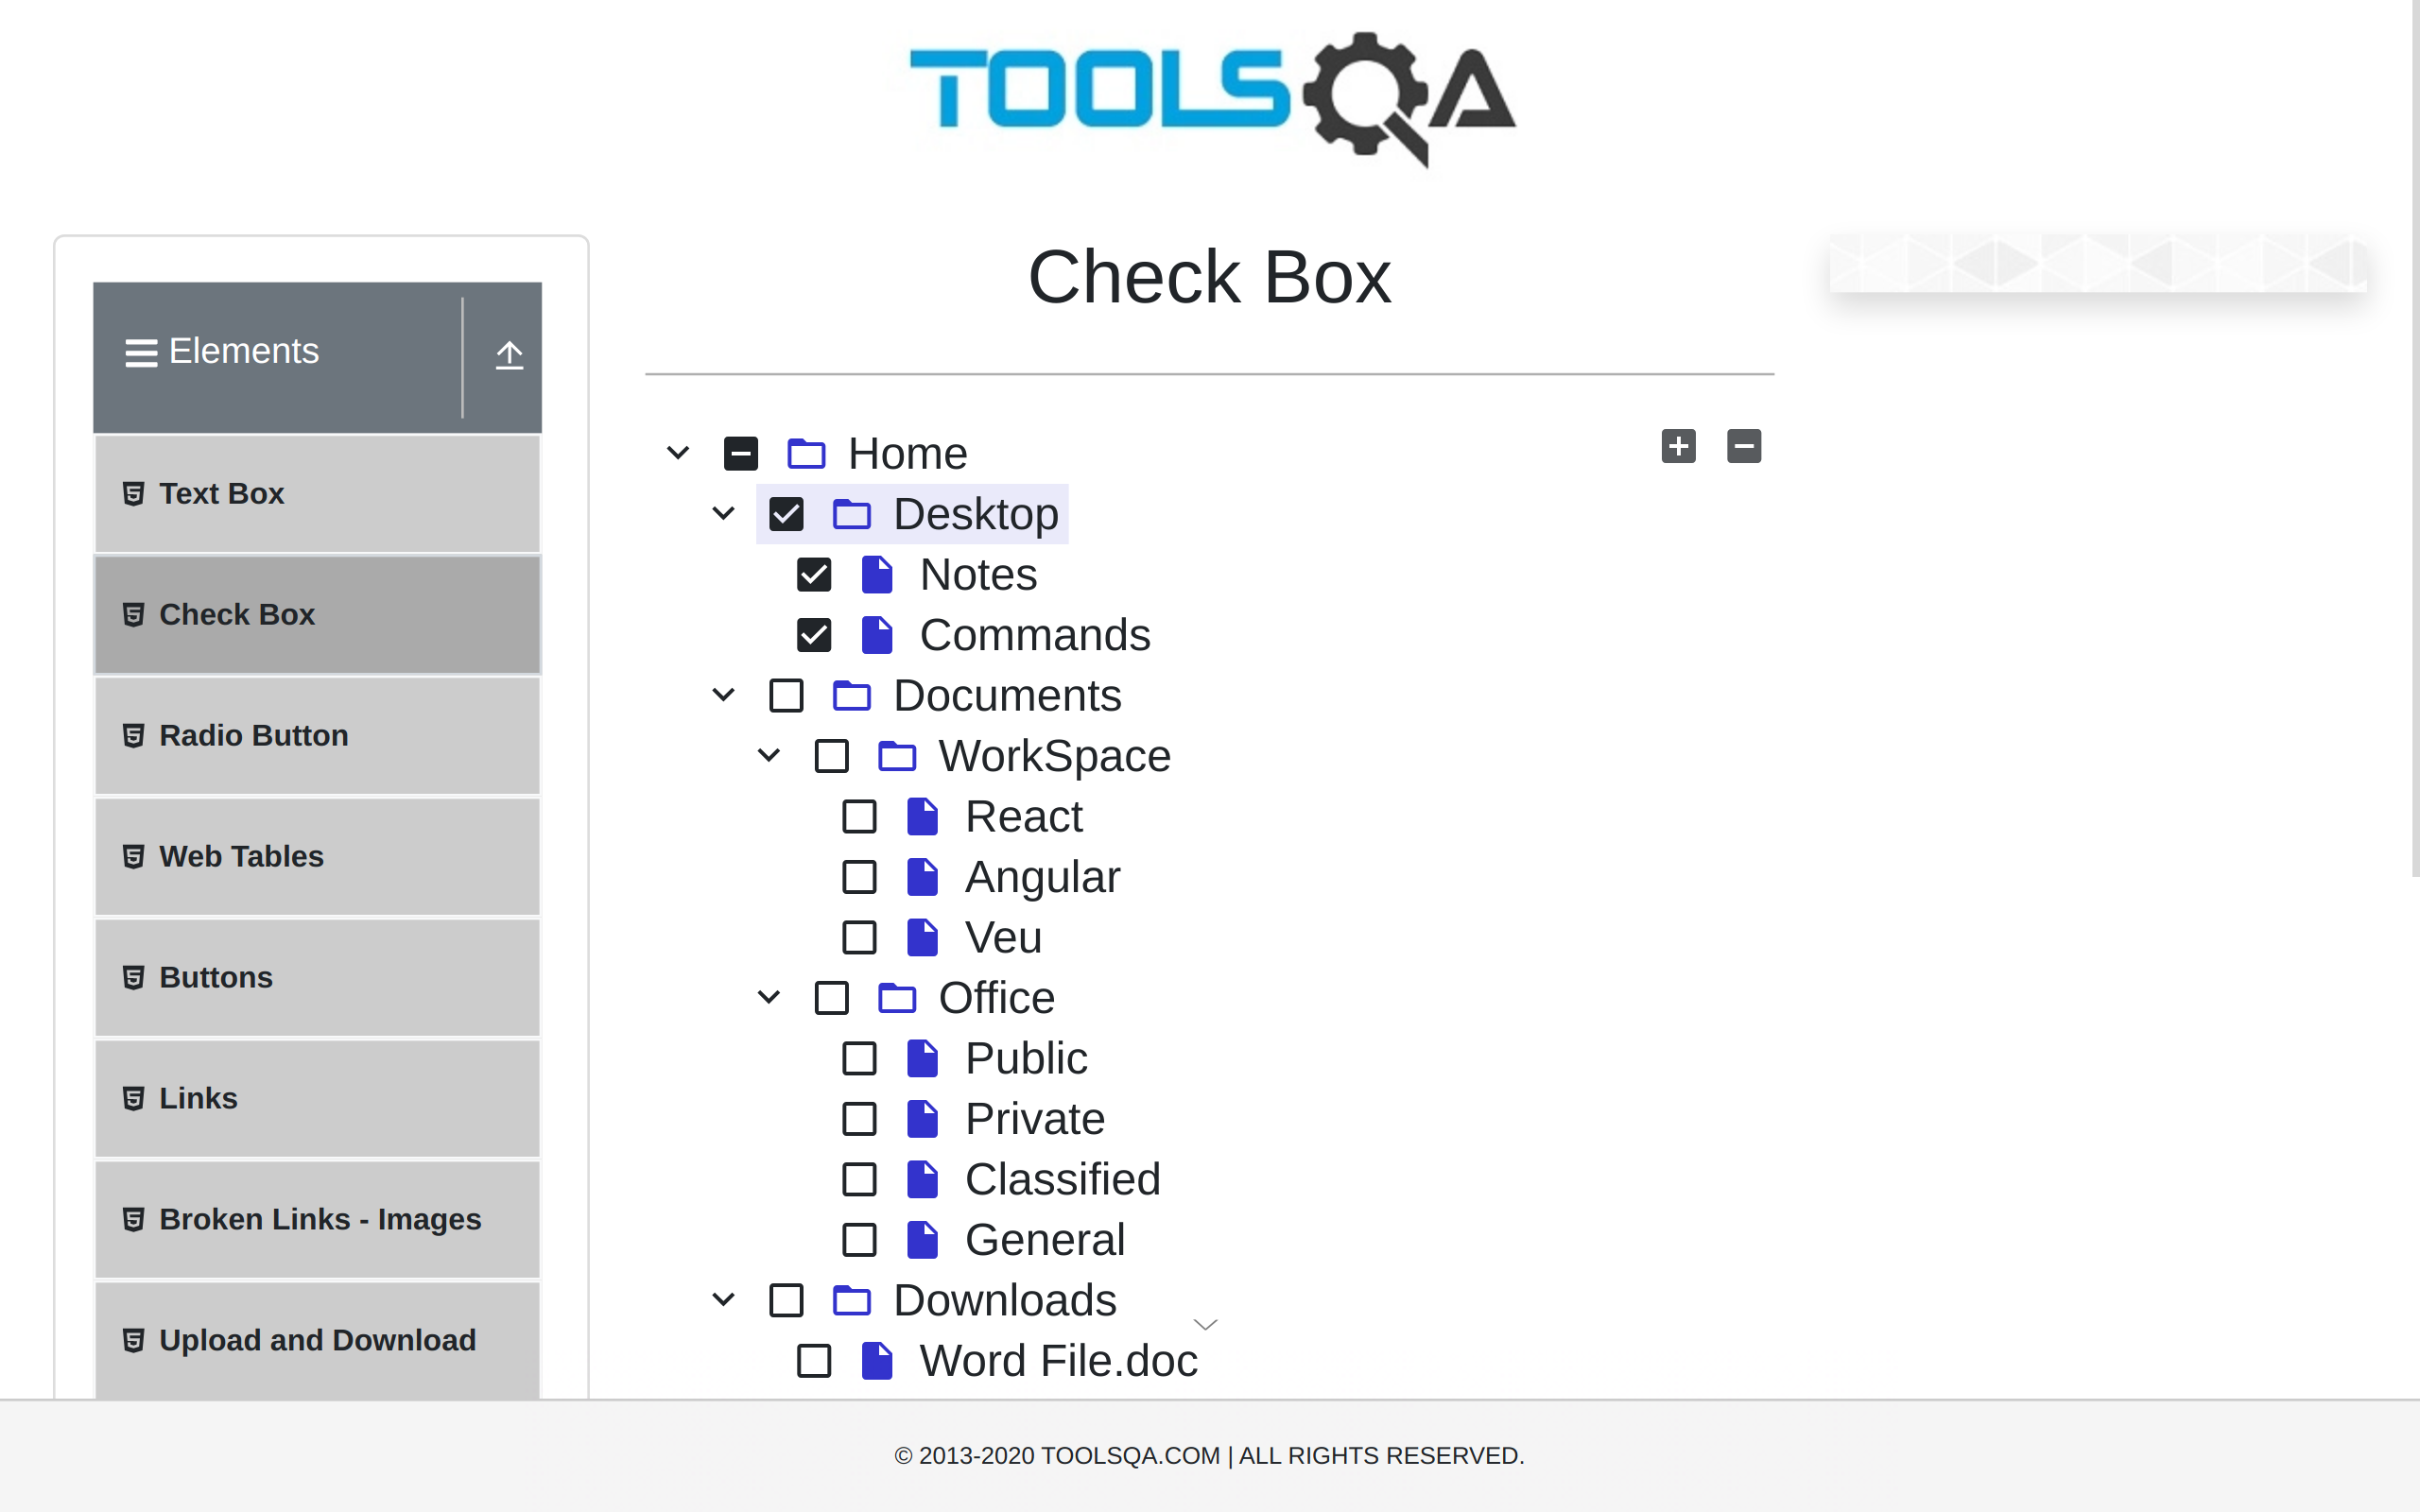 TOOLSQA
Check Box
Elements
Text Box
Check Box
Radio Button
Web Tables
Buttons
Links
Broken Links - Images
Upload and Download
Home
Desktop
Notes
Commands
Documents
WorkSpace
React
Angular
Veu
Office
Public
Private
Classified
General
Downloads
Word File.doc
© 2013-2020 TOOLSQA.COM | ALL RIGHTS RESERVED.